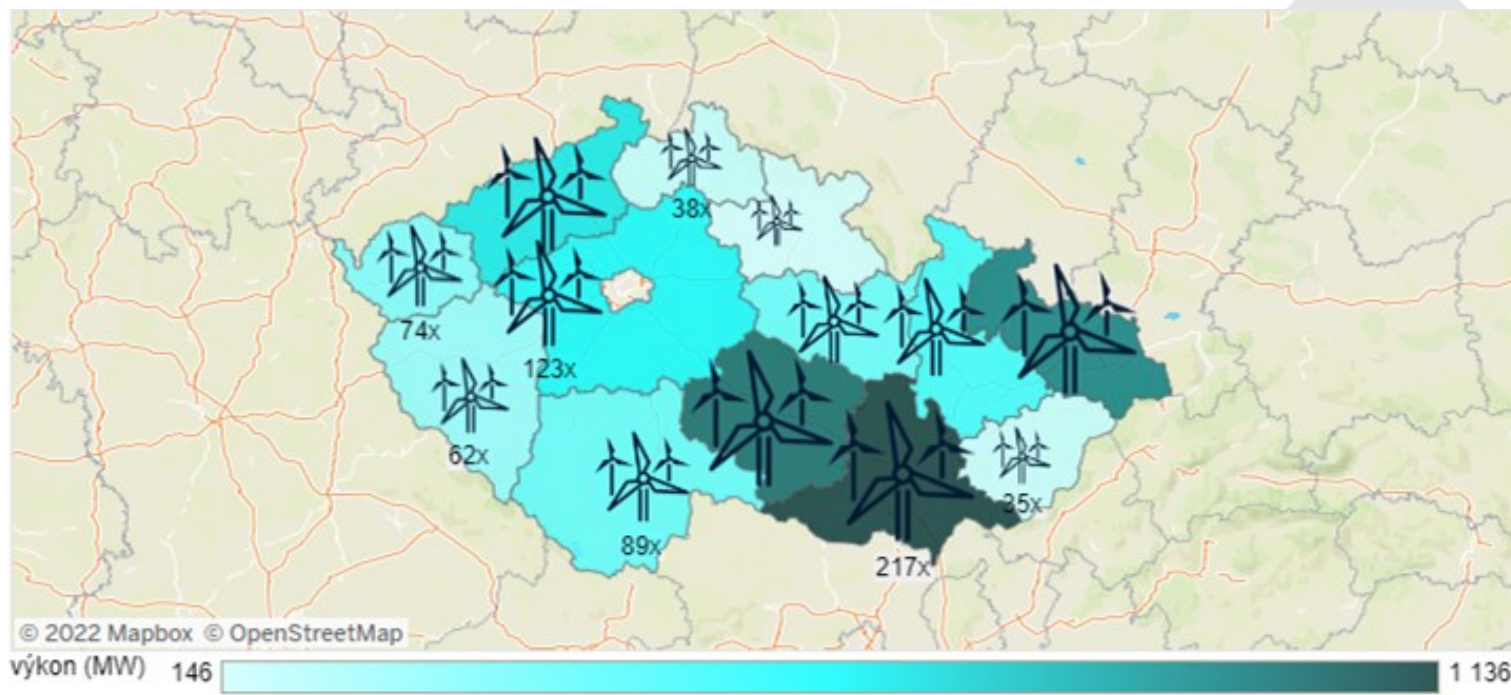 38x
74x
123x
62x
35x
89x
217x
© 2022 Mapbox © OpenStreetMap
výkon (MW) 146 1 136